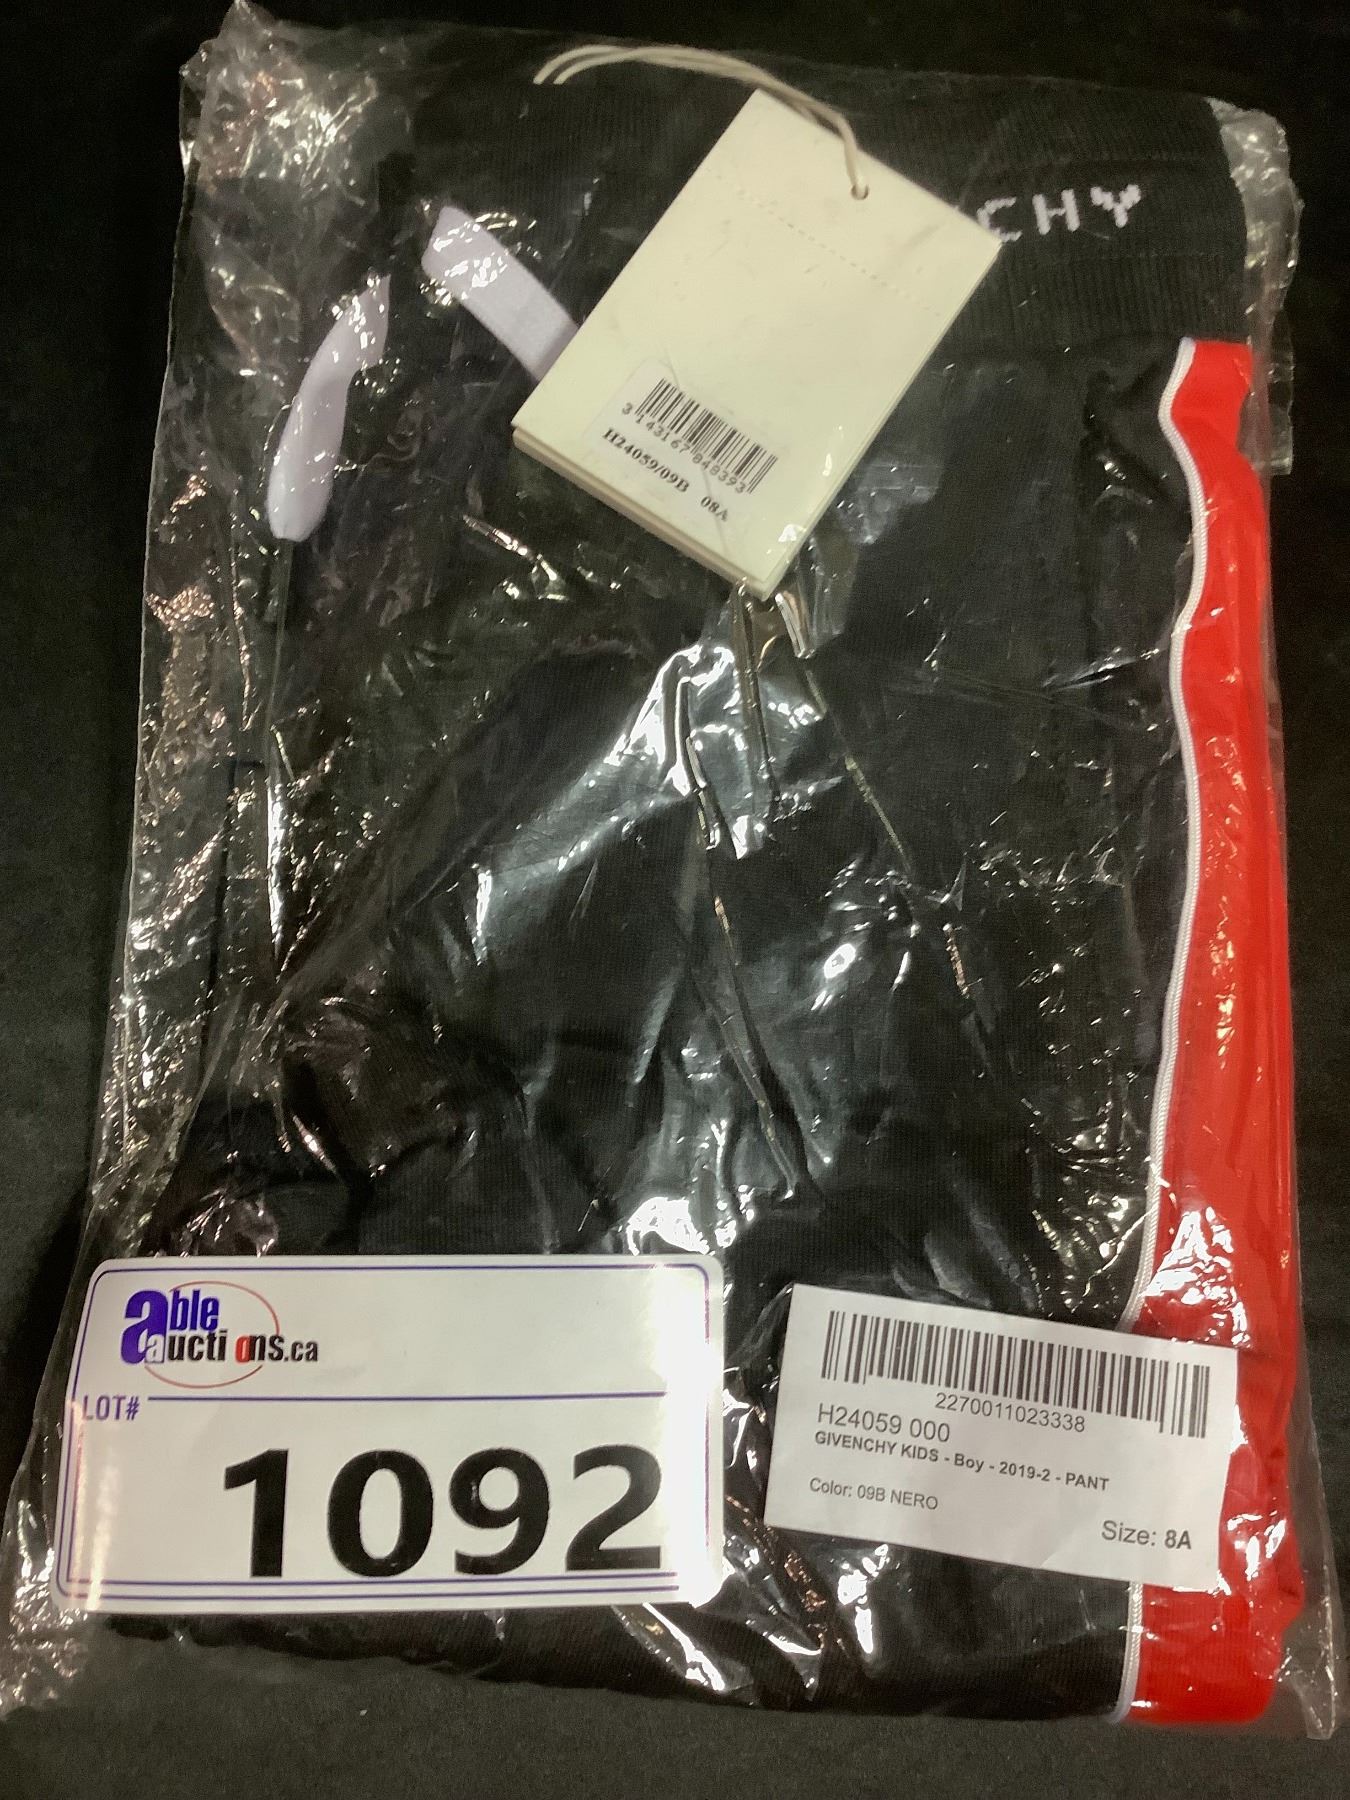 CHY
3 143167 848393
H24059/09B 08A
able
auctions.ca
LOT#
1092
2270011023338
H24059 000
GIVENCHY KIDS - Boy - 2019-2 - PANT
Color: 09B NERO
Size: 8A